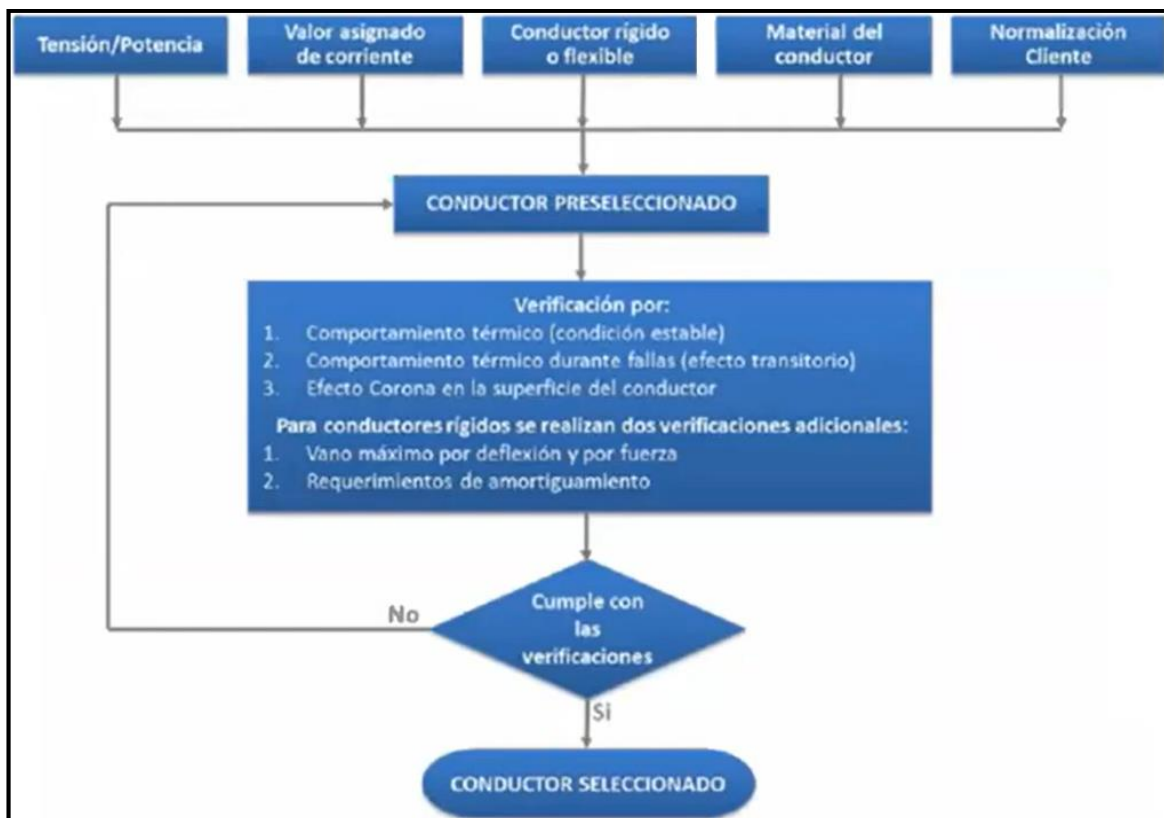 Tensión/Potencia
Valor asignado
de corriente
Conductor rígido
o flexible
Material del
conductor
Normalización
Cliente
CONDUCTOR PRESELECCIONADO
Verificación por:
1. Comportamiento térmico (condición estable)
2. Comportamiento térmico durante fallas (efecto transitorio)
3. Efecto Corona en la superficie del conductor
Para conductores rígidos se realizan dos verificaciones adicionales:
1. Vano máximo por deflexión y por fuerza
2. Requerimientos de amortiguamiento
Cumple con
las
verificaciones
No
Si
CONDUCTOR SELECCIONADO